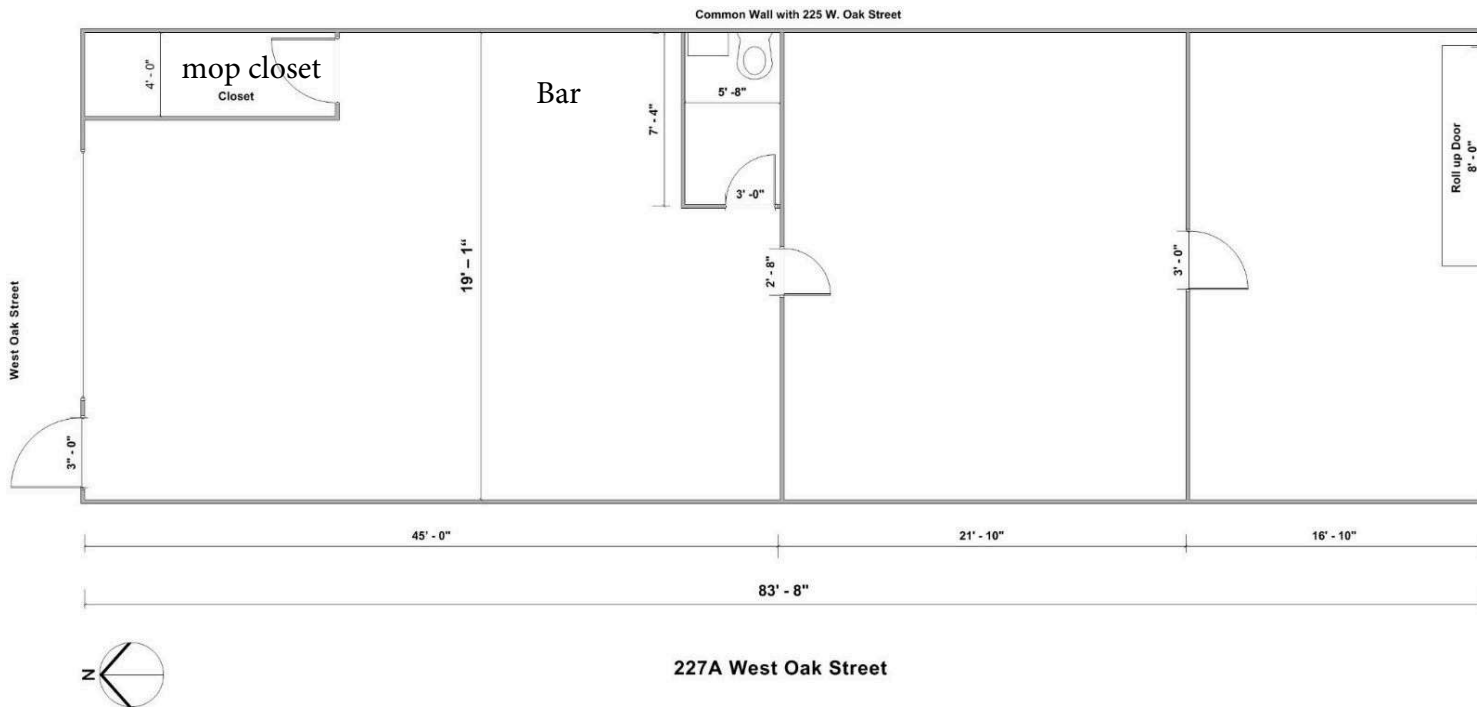 Common Wall with 225 W. Oak Street
mop closet
Closet
4' - 0"
Bar
5' -8"
7' - 4"
3' -0"
Roll up Door
8' - 0"
19' – 1"
2' - 8"
3' - 0"
West Oak Street
3" - 0"
45' - 0"
21' - 10"
16' - 10"
83' - 8"
N
227A West Oak Street